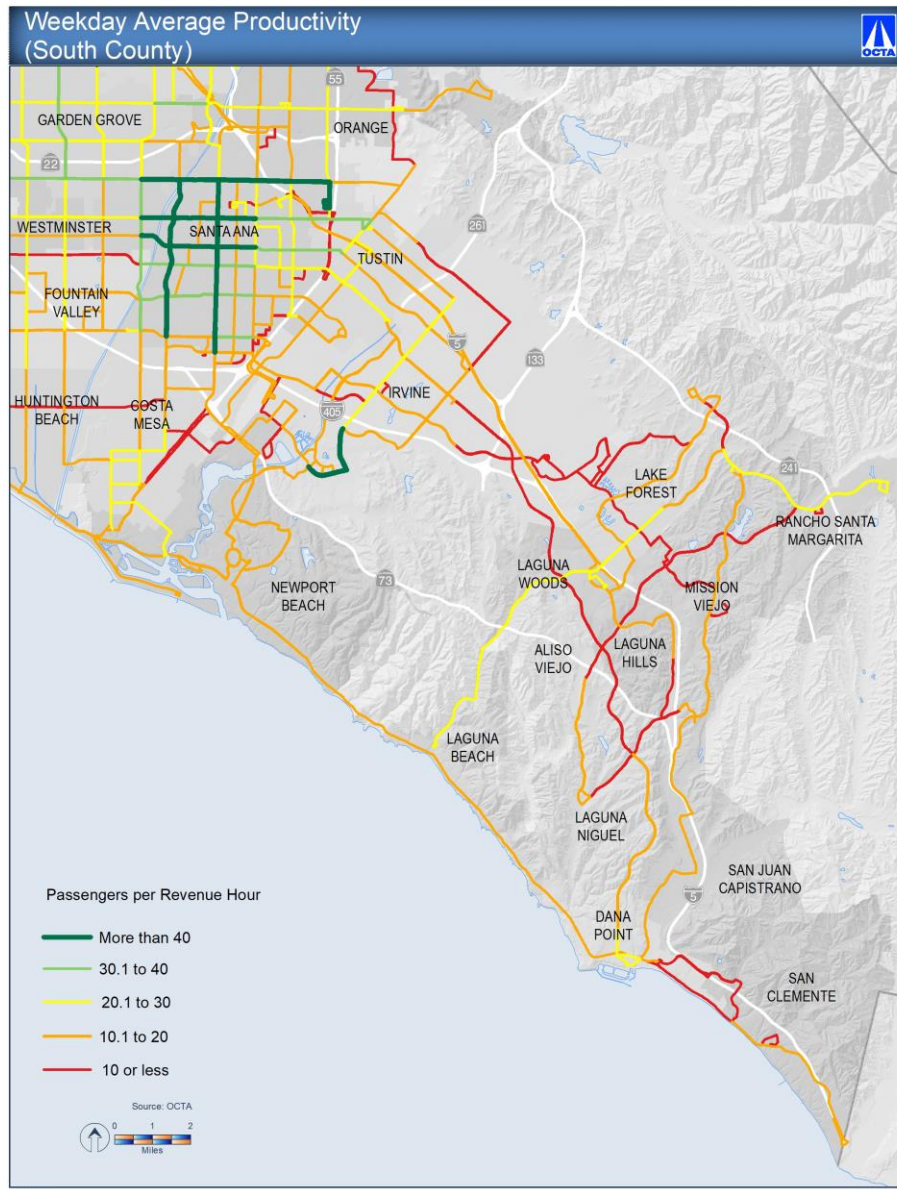 Weekday Average Productivity
(South County)
OCTA
55
GARDEN GROVE
ORANGE
22
WESTMINSTER
SANTA ANA
261
TUSTIN
FOUNTAIN
VALLEY
5
133
IRVINE
HUNTINGTON
BEACH
COSTA
MESA
405
LAKE
FOREST
241
RANCHO SANTA
MARGARITA
LAGUNA
WOODS
NEWPORT
BEACH
73
MISSION
VIEJO
ALISO
VIEJO
LAGUNA
HILLS
LAGUNA
BEACH
LAGUNA
NIGUEL
SAN JUAN
CAPISTRANO
5
DANA
POINT
SAN
CLEMENTE
Passengers per Revenue Hour
More than 40
30.1 to 40
20.1 to 30
10.1 to 20
10 or less
Source: OCTA
0 1 2
Miles